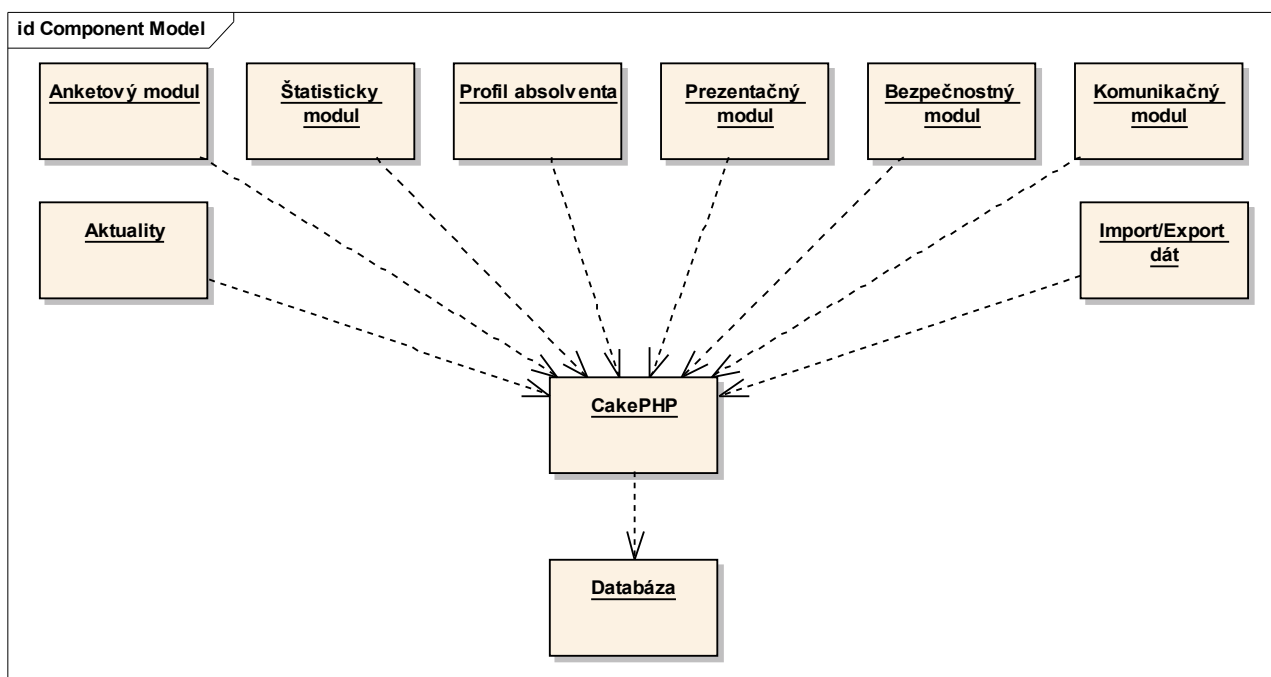 id Component Model
Anketový modul
Štatisticky
modul
Profil absolventa
Prezentačný
modul
Bezpečnostný
modul
Komunikačný
modul
Aktuality
Import/Export
dát
CakePHP
Databáza